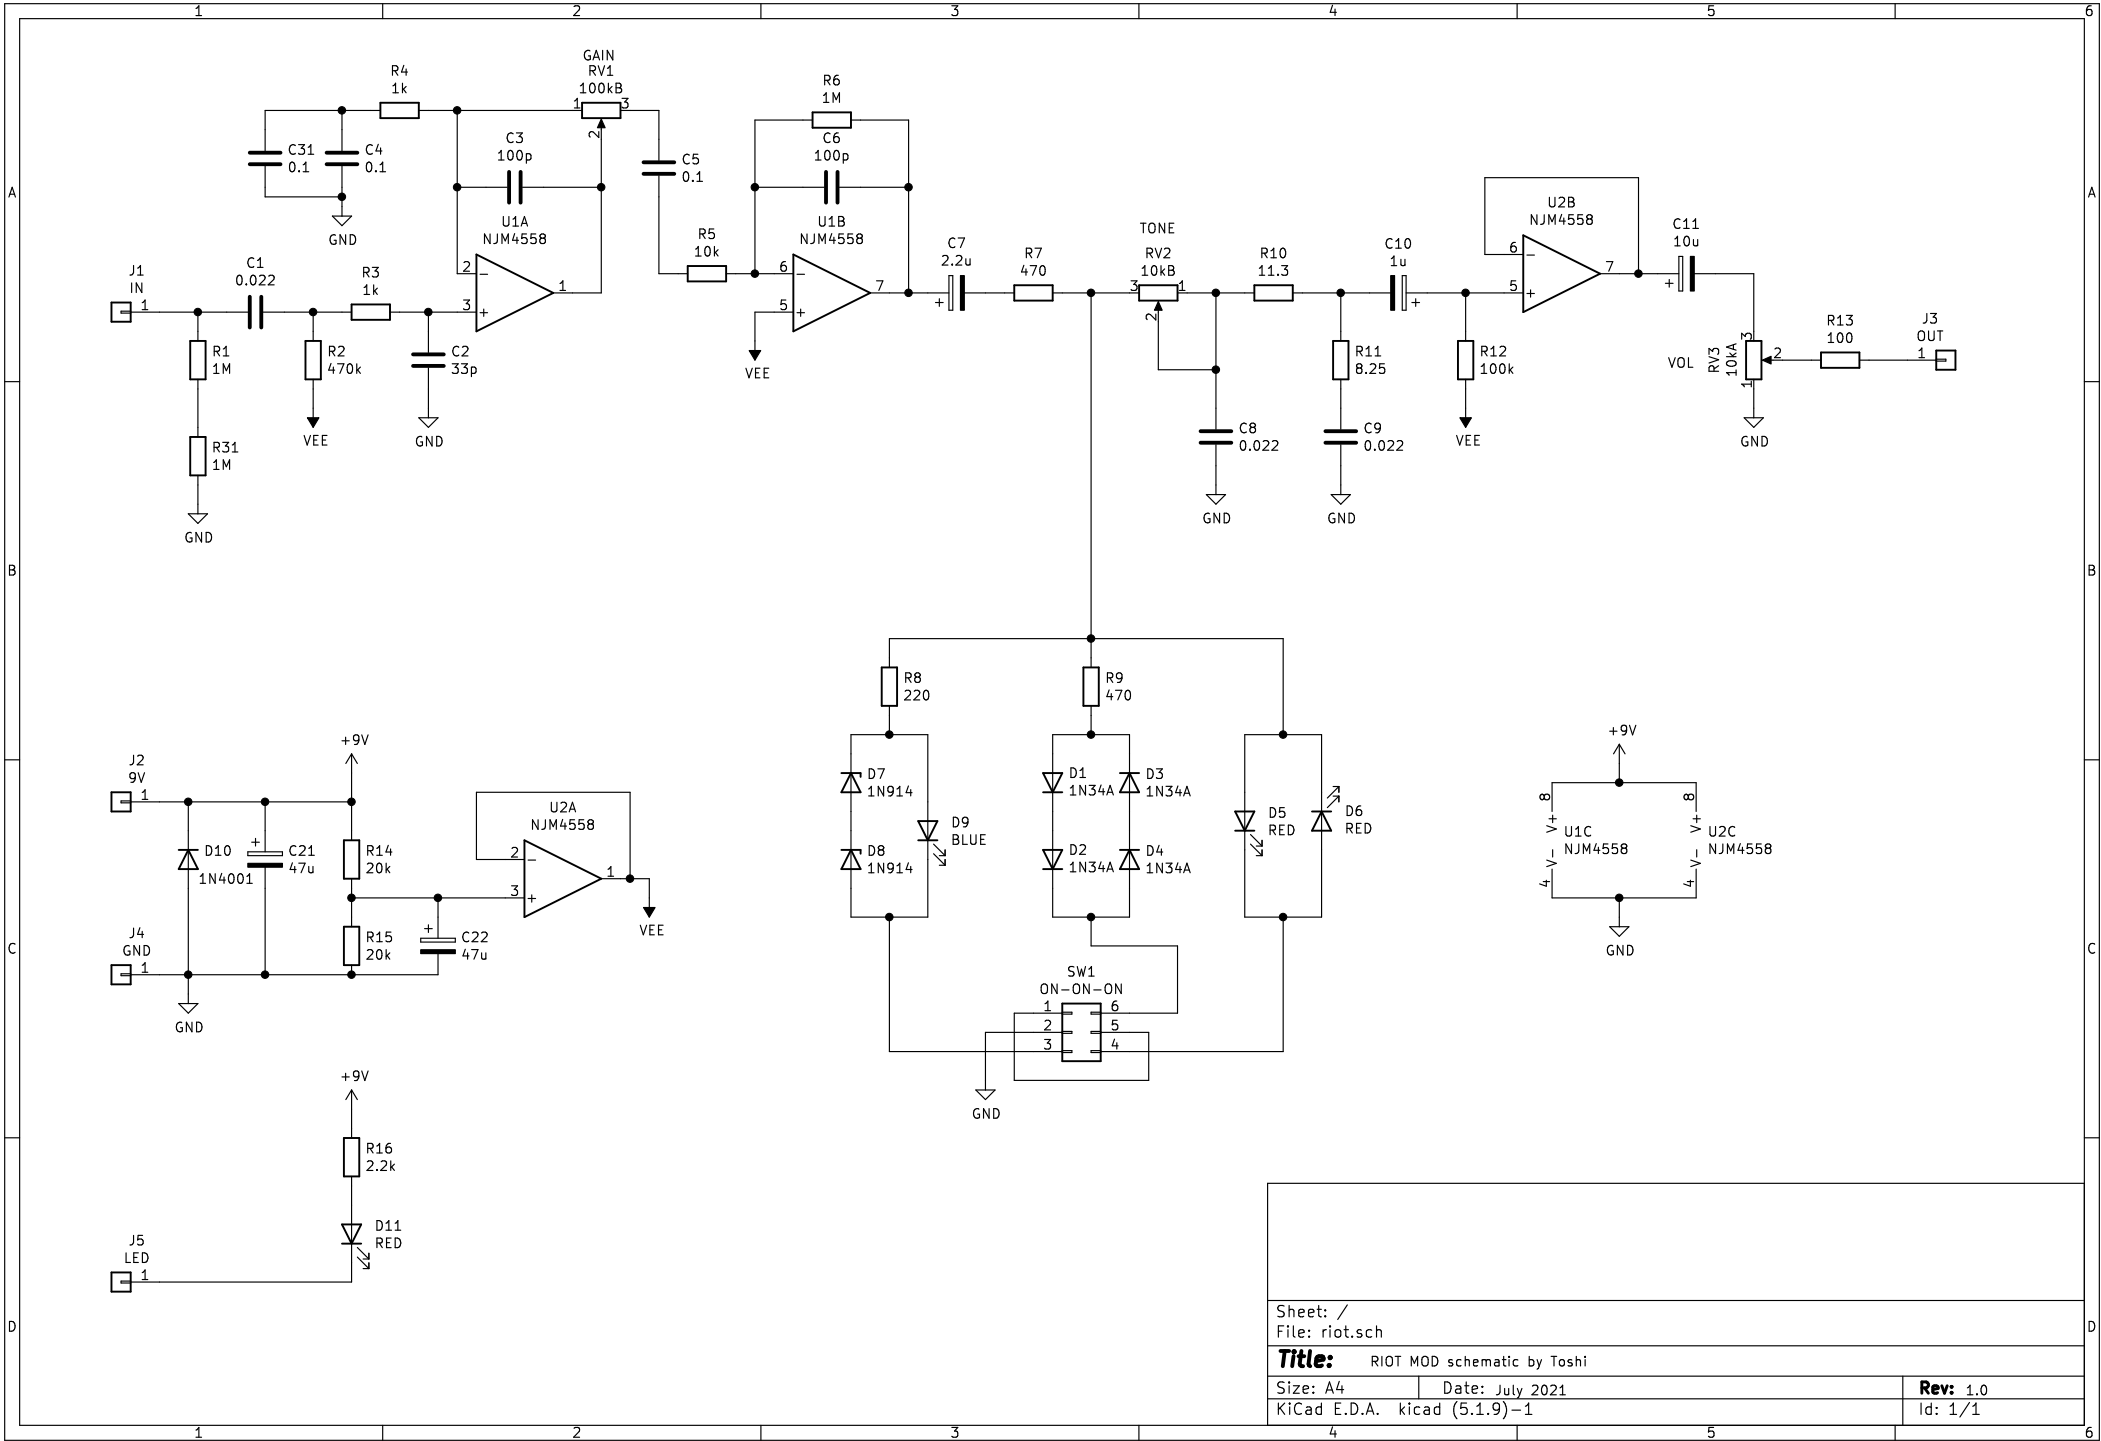 1 2 3 4 5 6
A
B
C
D
A
B
C
D
1 2 3 4 5 6
R4
1k
GAIN
RV1
100kB
1 3
2
R6
1M
C31
0.1
C4
0.1
GND
C3
100p
C5
0.1
C6
100p
U1A
NJM4558
2 −
3 +
1
U1B
NJM4558
6 −
5 +
7
VEE
R5
10k
J1
IN
1
C1
0.022
R3
1k
R1
1M
R2
470k
C2
33p
VEE
GND
R31
1M
GND
C7
2.2u
+
R7
470
TONE
RV2
10kB
3 1
2
R10
11.3
C10
1u
+
R11
8.25
R12
100k
C8
0.022
C9
0.022
VEE
GND
GND
U2B
NJM4558
6 −
5 +
7
C11
10u
+
VOL
RV3
10kA
3
2
1
GND
R13
100
J3
OUT
1
R8
220
R9
470
D7
1N914
D8
1N914
D9
BLUE
D1
1N34A
D3
1N34A
D2
1N34A
D4
1N34A
D5
RED
D6
RED
SW1
ON−ON−ON
1 6
2 5
3 4
GND
+9V
J2
9V
1
D10
1N4001
+
C21
47u
R14
20k
R15
20k
+
C22
47u
J4
GND
1
GND
U2A
NJM4558
2 −
3 +
1
VEE
+9V
8
V+
8
V+
U1C
NJM4558
U2C
NJM4558
V−
4
V−
4
GND
+9V
R16
2.2k
D11
RED
J5
LED
1
Sheet: /
File: riot.sch
Title: RIOT MOD schematic by Toshi
Size: A4 Date: July 2021 Rev: 1.0
KiCad E.D.A. kicad (5.1.9)−1 Id: 1/1